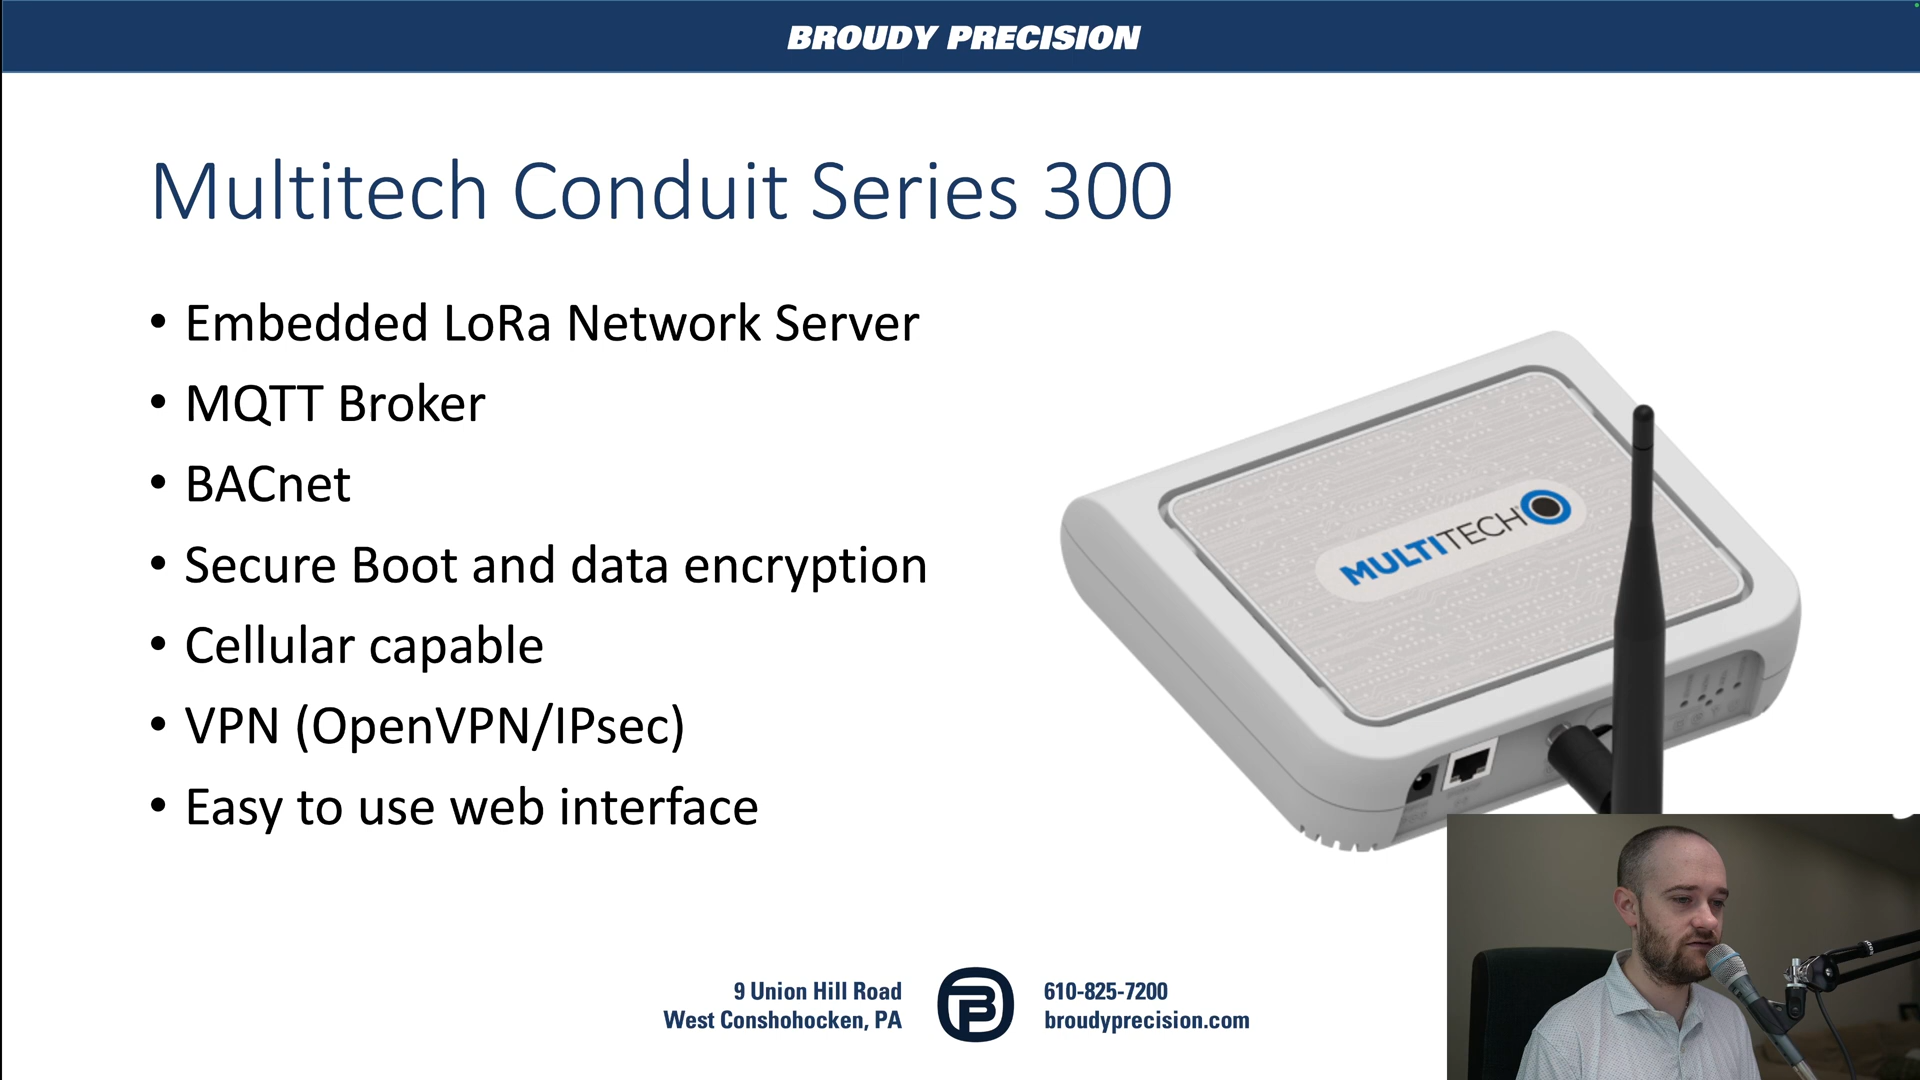 BROUDY PRECISION
Multitech Conduit Series 300
• Embedded LoRa Network Server
• MQTT Broker
• BACnet
• Secure Boot and data encryption
• Cellular capable
• VPN (OpenVPN/IPsec)
• Easy to use web interface
MULTITECH
9 Union Hill Road
West Conshohocken, PA
610-825-7200
broudyprecision.com